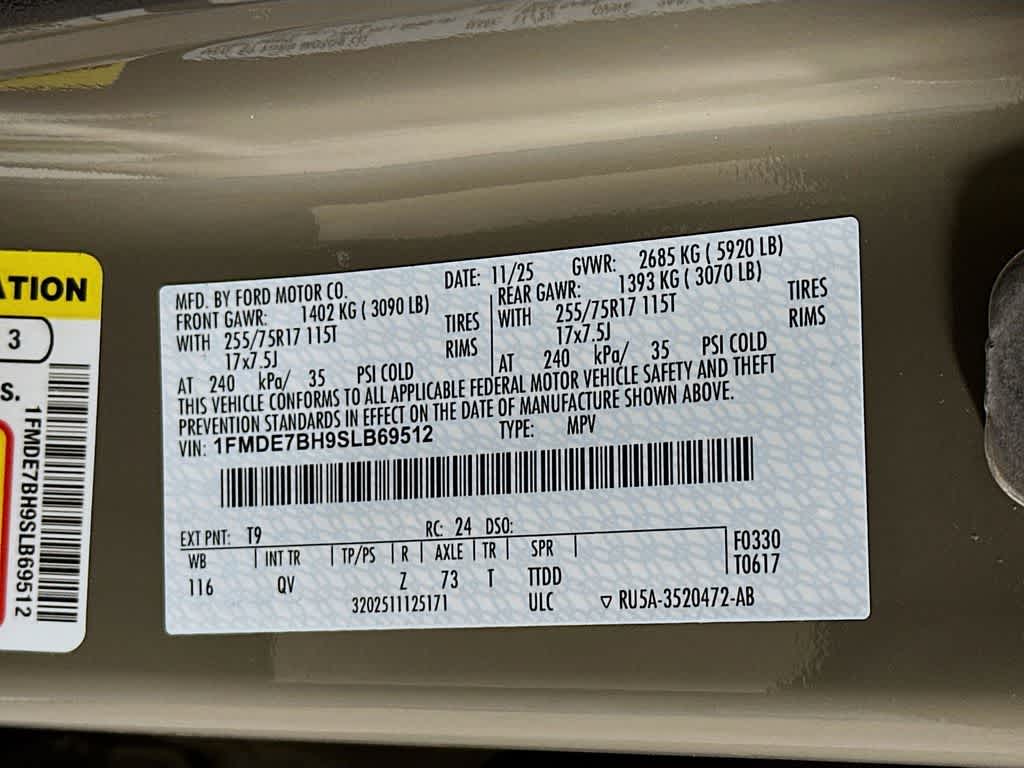 ATION
3
S.
1FMDE7BH9SLB69512
MFD. BY FORD MOTOR CO. DATE: 11/25 GVWR: 2685 KG ( 5920 LB)
FRONT GAWR: 1402 KG ( 3090 LB) REAR GAWR: 1393 KG ( 3070 LB)
WITH 255/75R17 115T TIRES WITH 255/75R17 115T TIRES
17x7.5J RIMS 17x7.5J RIMS
AT 240 kPa/ 35 PSI COLD AT 240 kPa/ 35 PSI COLD
THIS VEHICLE CONFORMS TO ALL APPLICABLE FEDERAL MOTOR VEHICLE SAFETY AND THEFT
PREVENTION STANDARDS IN EFFECT ON THE DATE OF MANUFACTURE SHOWN ABOVE.
VIN: 1FMDE7BH9SLB69512 TYPE: MPV
EXT PNT: T9 RC: 24 DSO:
WB INT TR TP/PS R AXLE TR SPR F0330
116 QV Z 73 T TTDD T0617
3202511125171 ULC ▽ RU5A-3520472-AB